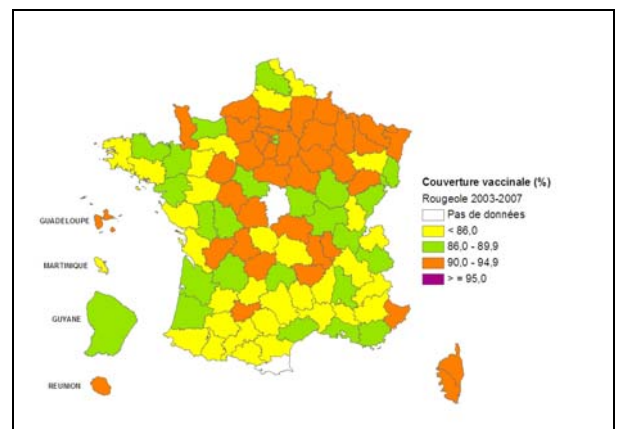 Couverture vaccinale (%)
Rougeole 2003-2007
Pas de données
< 86,0
86,0 - 89,9
90,0 - 94,9
> = 95,0
GUADELOUPE
MARTINIQUE
GUYANE
REUNION